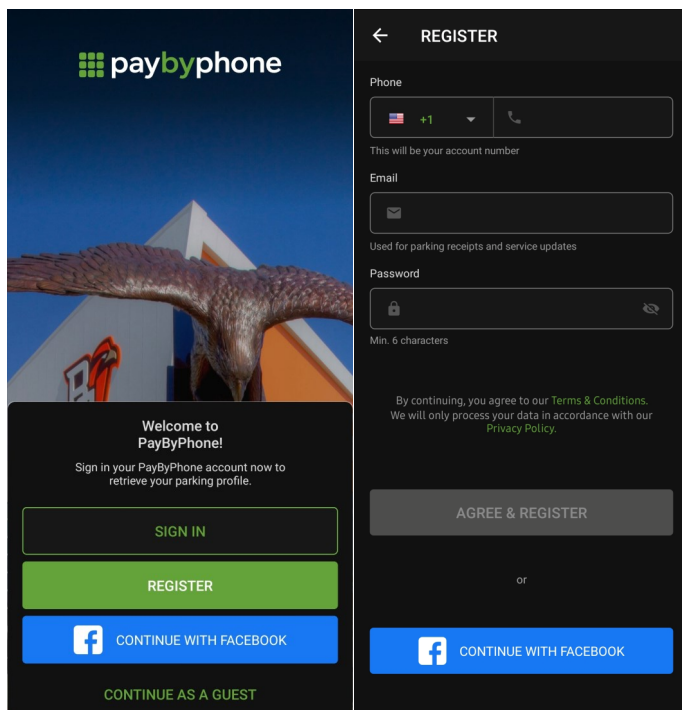 paybyphone
Welcome to
PayByPhone!
Sign in your PayByPhone account now to
retrieve your parking profile.
SIGN IN
REGISTER
CONTINUE WITH FACEBOOK
CONTINUE AS A GUEST
REGISTER
Phone
+1
This will be your account number
Email
Used for parking receipts and service updates
Password
Min. 6 characters
By continuing, you agree to our Terms & Conditions.
We will only process your data in accordance with our
Privacy Policy.
AGREE & REGISTER
or
CONTINUE WITH FACEBOOK